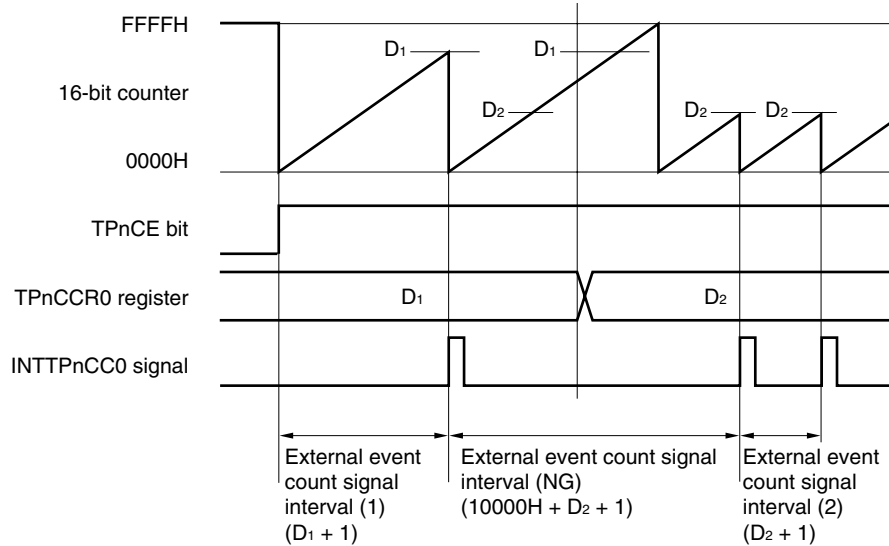 FFFFH
D₁
D₁
16-bit counter
D₂
D₂
D₂
0000H
TPnCE bit
TPnCCR0 register
D₁
D₂
INTTPnCC0 signal
External event
count signal
interval (1)
(D₁ + 1)
External event count signal
interval (NG)
(10000H + D₂ + 1)
External event
count signal
interval (2)
(D₂ + 1)